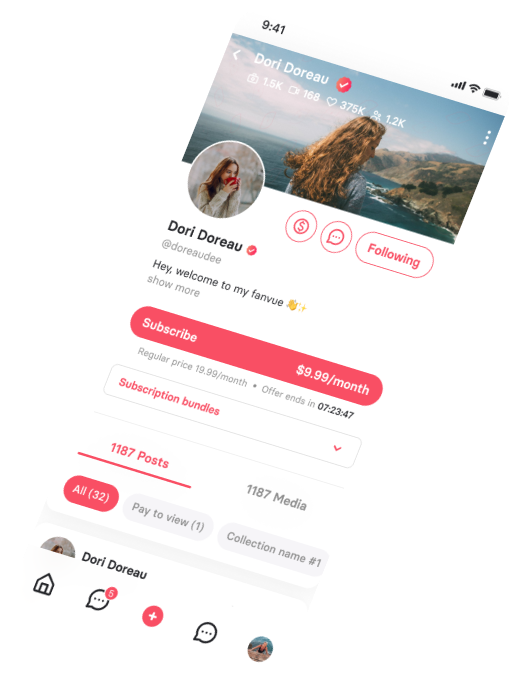 9:41
Dori Doreau
1.5K 168 375K 1.2K
Dori Doreau
@doreaudee
Following
Hey, welcome to my fanvue 👋✨
show more
Subscribe $9.99/month
Regular price 19.99/month • Offer ends in 07:23:47
Subscription bundles
1187 Posts 1187 Media
All (32) Pay to view (1) Collection name #1
Dori Doreau
5